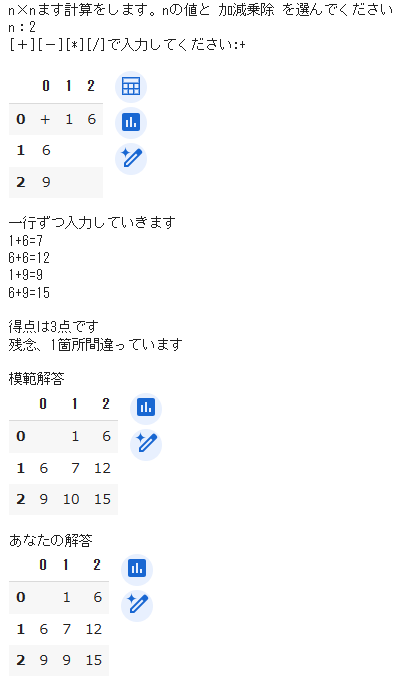 n×nます計算をします。nの値と 加減乗除 を選んでください
n:2
[＋][－][*][/]で入力してください:+
0 1 2
0 + 1 6
1 6
2 9
一行ずつ入力していきます
1+6=7
6+6=12
1+9=9
6+9=15
得点は3点です
残念、1箇所間違っています
模範解答
0 1 2
0 1 6
1 6 7 12
2 9 10 15
あなたの解答
0 1 2
0 1 6
1 6 7 12
2 9 9 15